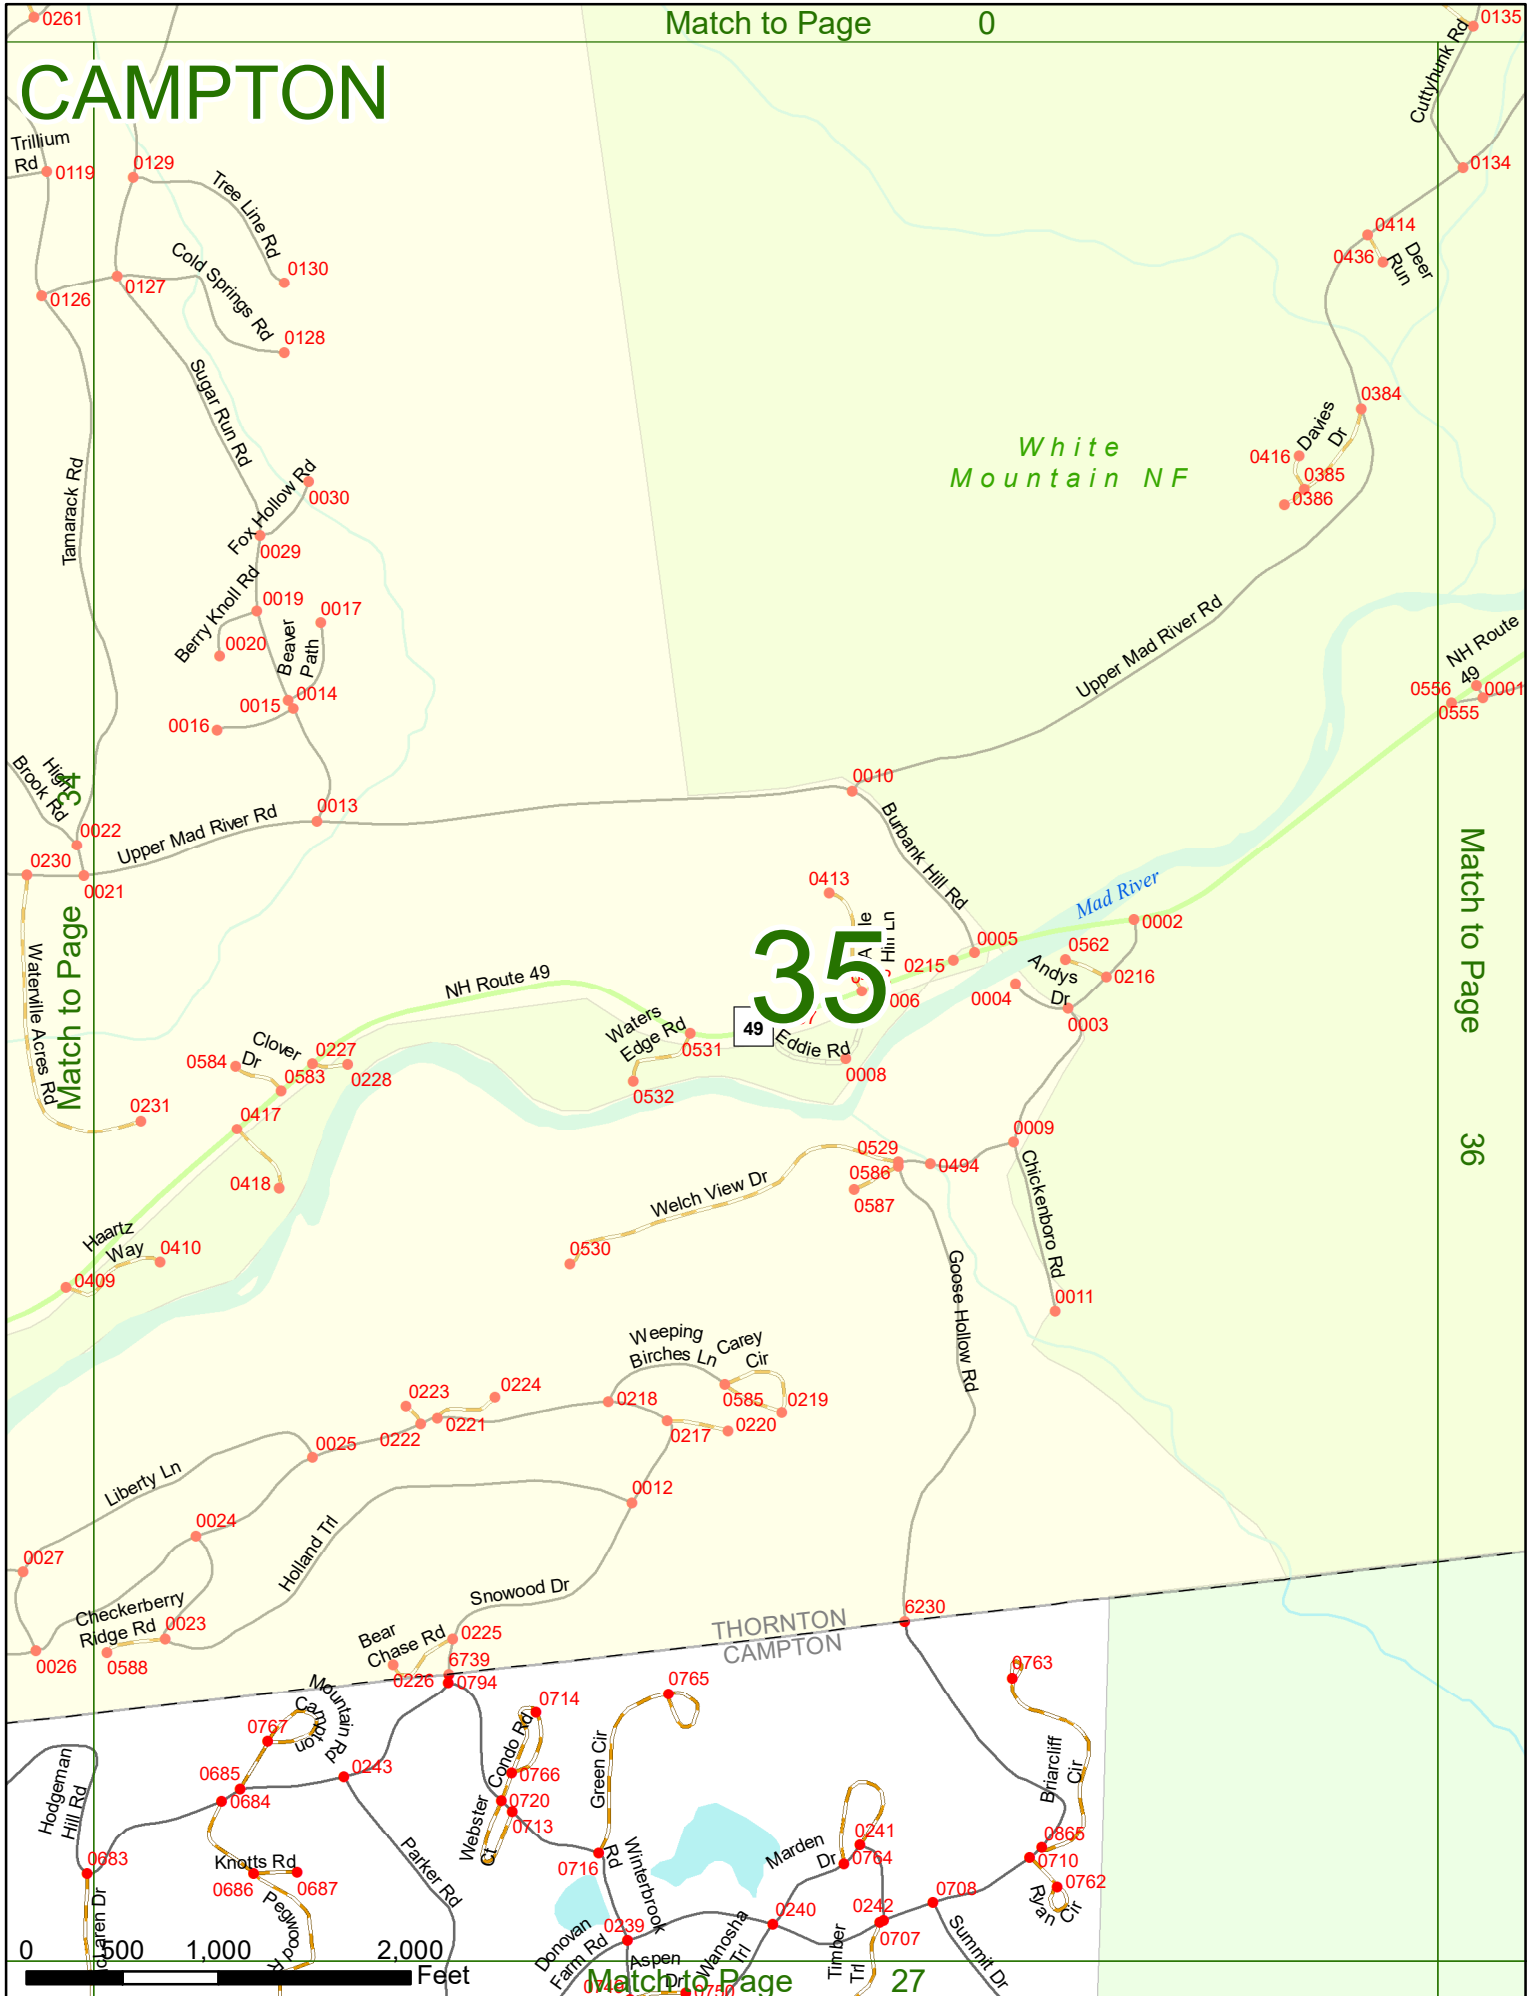 Match to Page 0
CAMPTON
0261
0135
Cuttyhunk Rd
Trillium
Rd
0119
0129
0134
Tree Line Rd
0414
Deer
Run
0436
Cold Springs Rd
0130
0127
0126
0128
Sugar Run Rd
0384
Davies
Dr
0416
0385
0386
White
Mountain NF
Tamarack Rd
Fox Hollow Rd
0030
0029
Berry Knoll Rd
0019
0017
0020
Beaver
Path
0014
0015
0016
Upper Mad River Rd
NH Route
49
0556
0001
0555
High
Brook Rd
34
0022
0013
0010
Upper Mad River Rd
0230
0021
Burbank Hill Rd
Match to Page
36
0413
Mad River
0002
Hill Ln
35
0005
0215
0562
Andys
Dr
0216
0004
0003
006
Waterville Acres Rd
Match to Page
NH Route 49
Waters
Edge Rd
49
0531
Eddie Rd
0008
0532
Clover
Dr
0584
0227
0583
0228
0231
0417
0418
0009
0529
0494
0586
0587
Welch View Dr
Chickenboro Rd
Haartz
Way
0410
0409
0530
Goose Hollow Rd
0011
Weeping
Birches Ln
Carey
Cir
0223
0224
0218
0585
0219
0222
0221
0217
0220
0025
Liberty Ln
0012
0024
Holland Trl
0027
Snowood Dr
Checkerberry
Ridge Rd
0023
0026
0588
Bear
Chase Rd
0225
0226
6739
0794
THORNTON
CAMPTON
6230
0763
0765
0714
Mountain Rd
Campton
0767
Condo Rd
Green Cir
Hodgeman
Hill Rd
0685
0243
0766
0684
0720
0713
Webster
Ct
Briarcliff
Cir
0865
0241
Marden
Dr
0764
0710
0683
Knotts Rd
0686
0687
Parker Rd
0716
Rd
Winterbrook
0762
Ryan
Cir
0708
Pegwood
0242
0240
0707
0239
Donovan
Farm Rd
Wanosha
Trl
Timber
Trl
Summit Dr
Aspen
Dr
0 500 1,000 2,000
Feet
Match to Page 27
0750